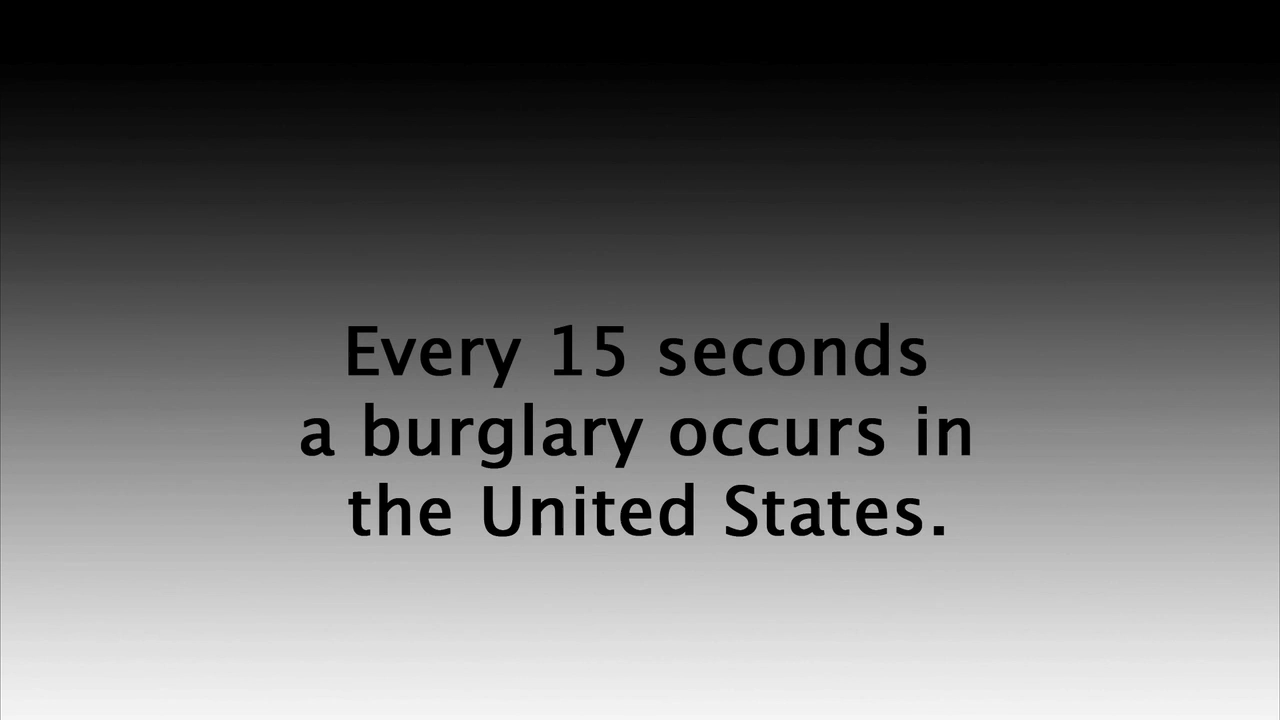 Every 15 seconds
a burglary occurs in
the United States.